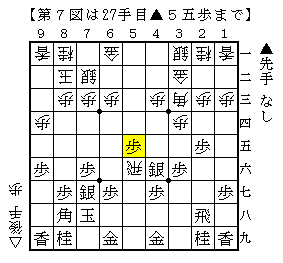 【第７図は27手目▲５五歩まで】
９ ８ ７ ６ ５ ４ ３ ２ １
香 桂 金 銀 桂 香 一
王 銀 金 二
歩 歩 歩 歩 歩 角 歩 歩 三
歩 歩 四
歩 歩 五
歩 歩 飛 銀 歩 六
歩 銀 歩 歩 歩 七
角 玉 飛 八
香 桂 金 金 桂 香 九
▲先手 なし
△後手 歩